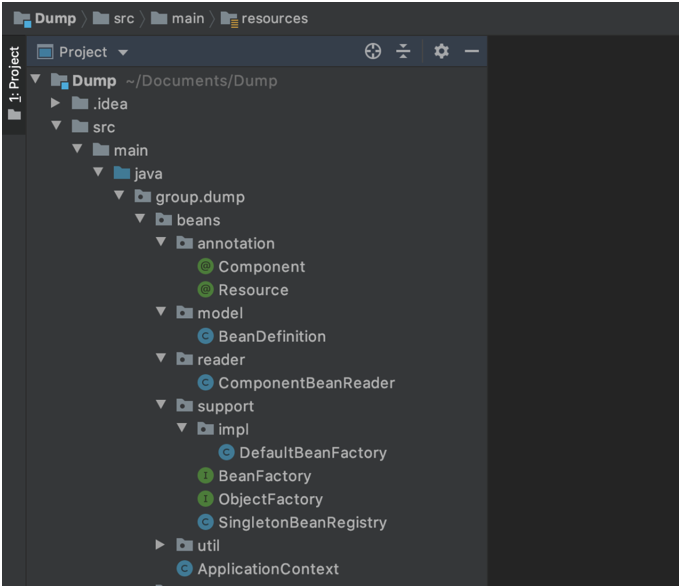 Dump src main resources
1: Project
Project
Dump ~/Documents/Dump
.idea
src
main
java
group.dump
beans
annotation
Component
Resource
model
BeanDefinition
reader
ComponentBeanReader
support
impl
DefaultBeanFactory
BeanFactory
ObjectFactory
SingletonBeanRegistry
util
ApplicationContext